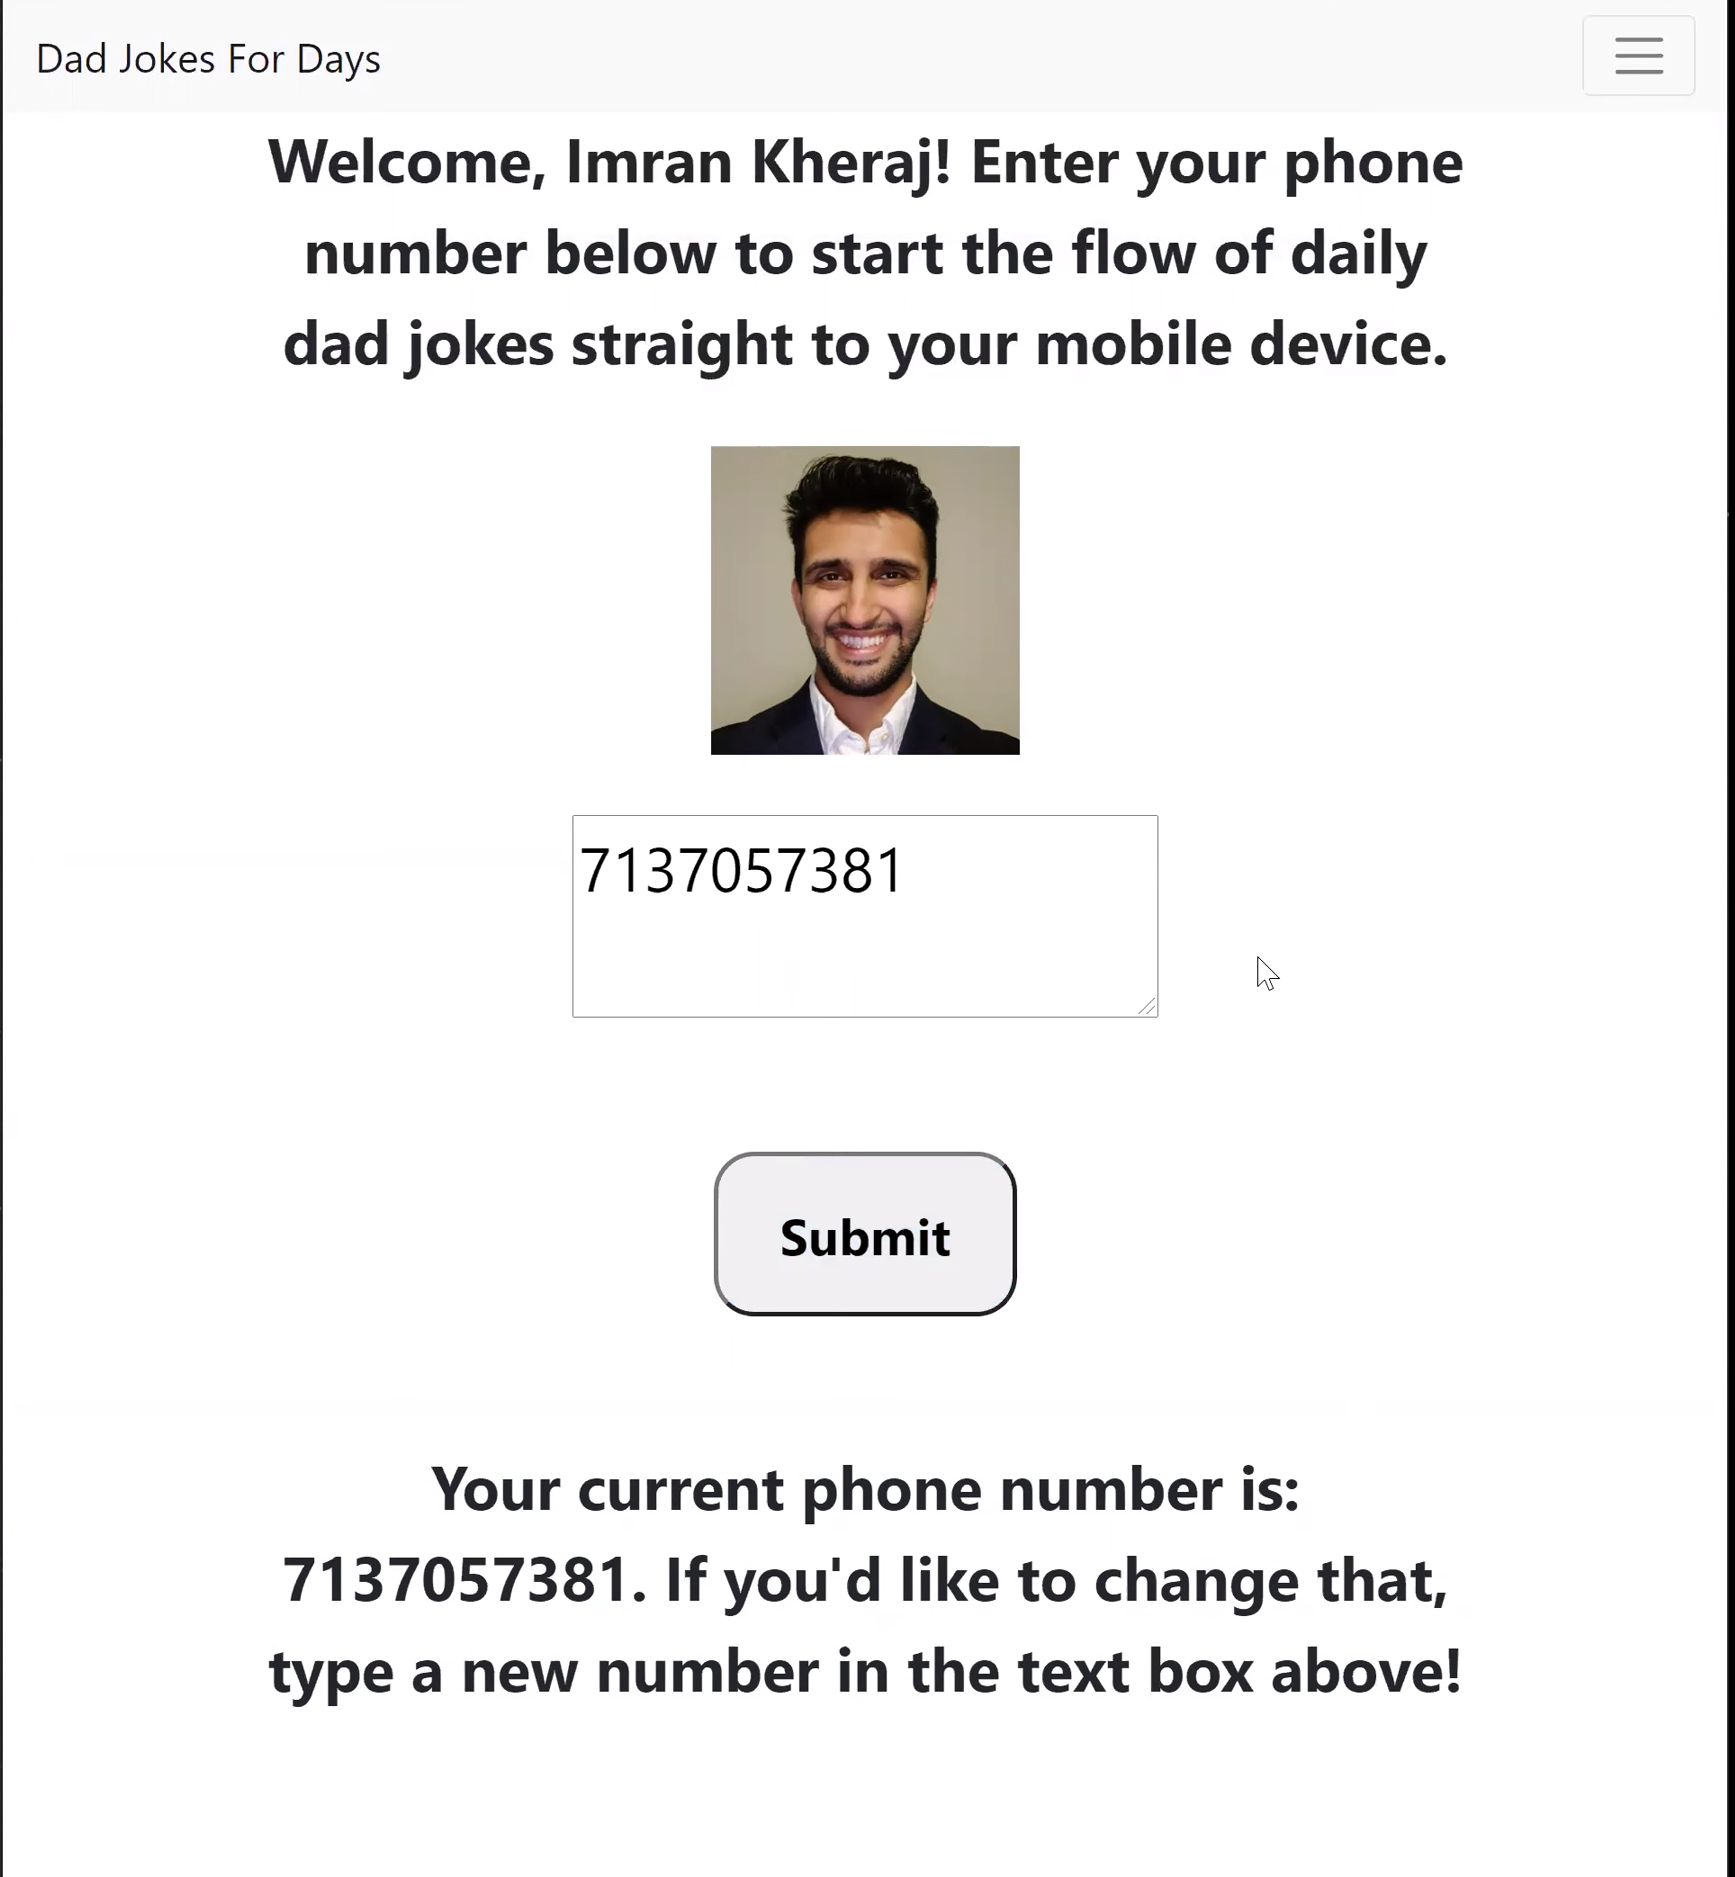 Dad Jokes For Days
Welcome, Imran Kheraj! Enter your phone
number below to start the flow of daily
dad jokes straight to your mobile device.
7137057381
Submit
Your current phone number is:
7137057381. If you'd like to change that,
type a new number in the text box above!